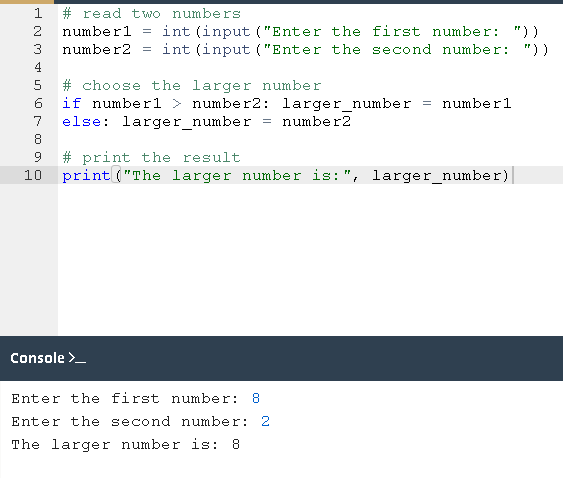 1 # read two numbers
2 number1 = int(input("Enter the first number: "))
3 number2 = int(input("Enter the second number: "))
4
5 # choose the larger number
6 if number1 > number2: larger_number = number1
7 else: larger_number = number2
8
9 # print the result
10 print("The larger number is:", larger_number)
Console >_
Enter the first number: 8
Enter the second number: 2
The larger number is: 8